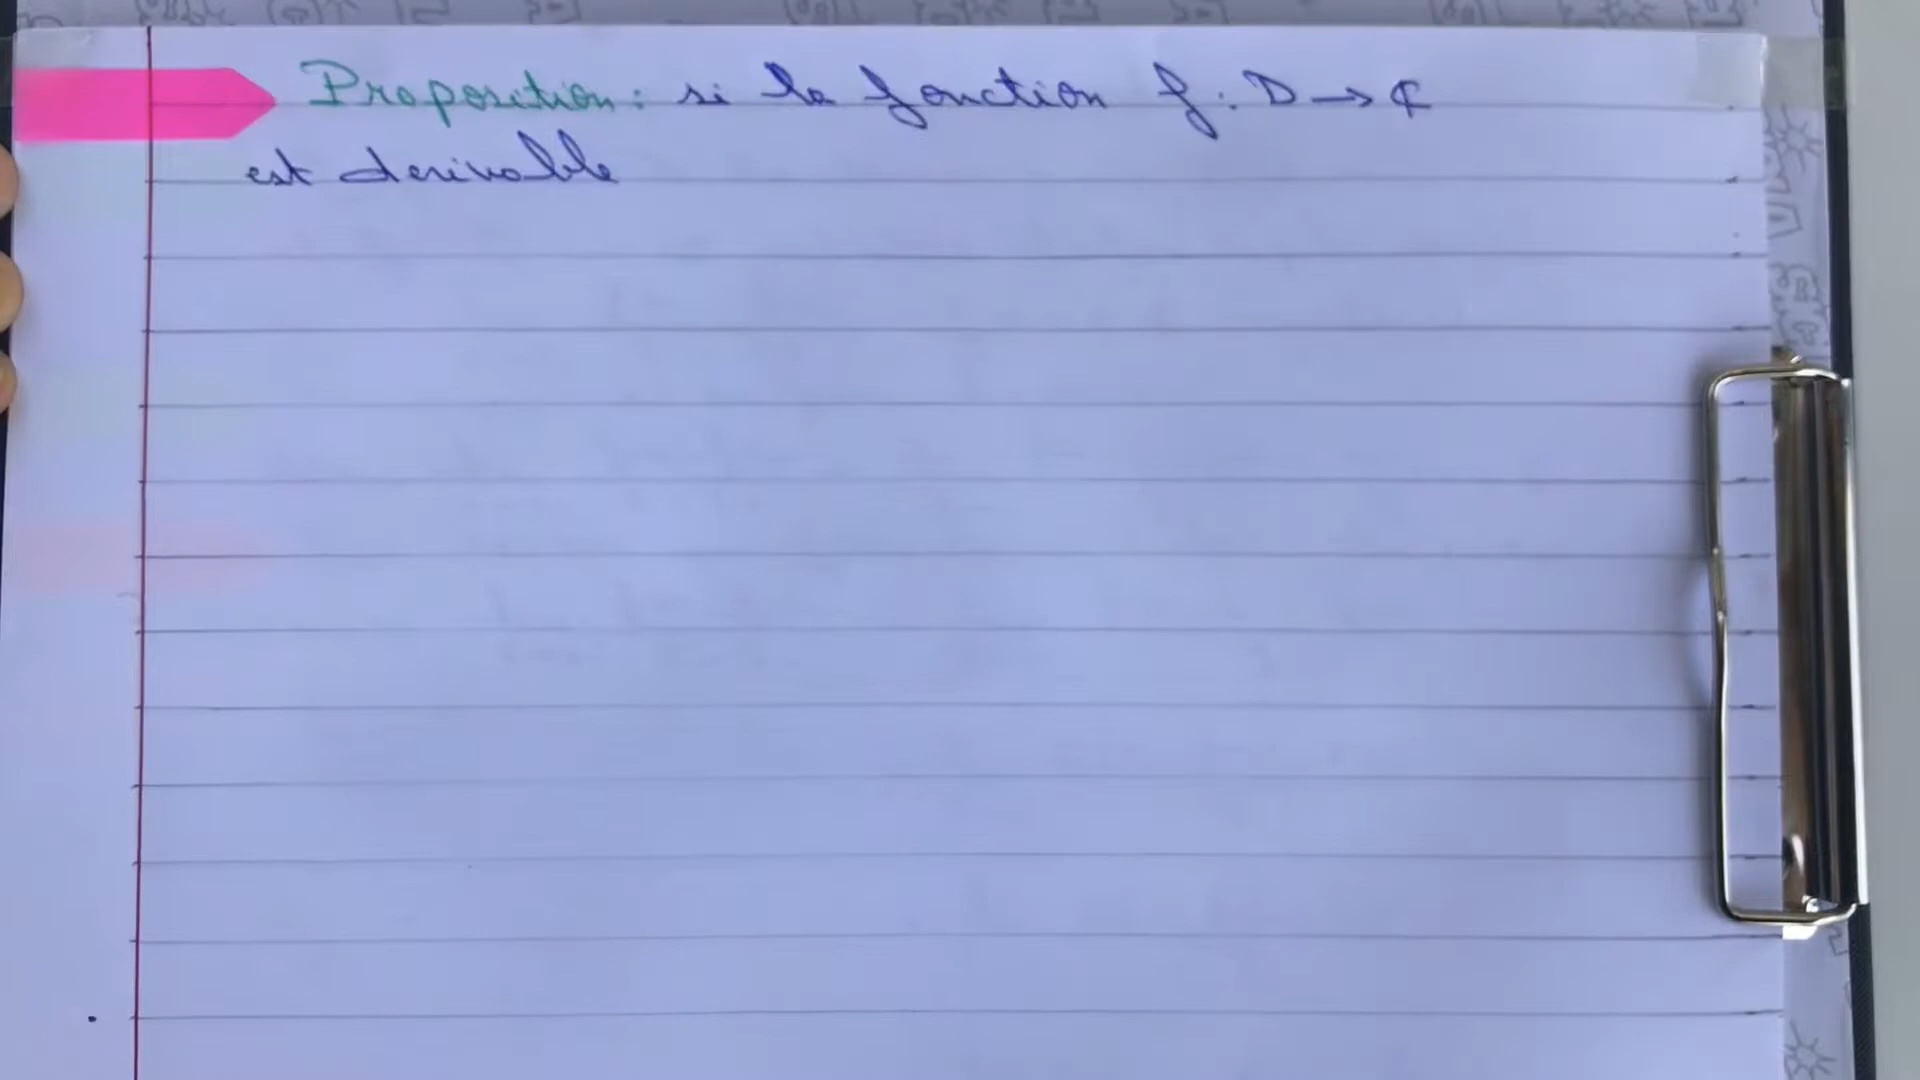 Proposition: si la fonction f: D → ℂ
est derivable